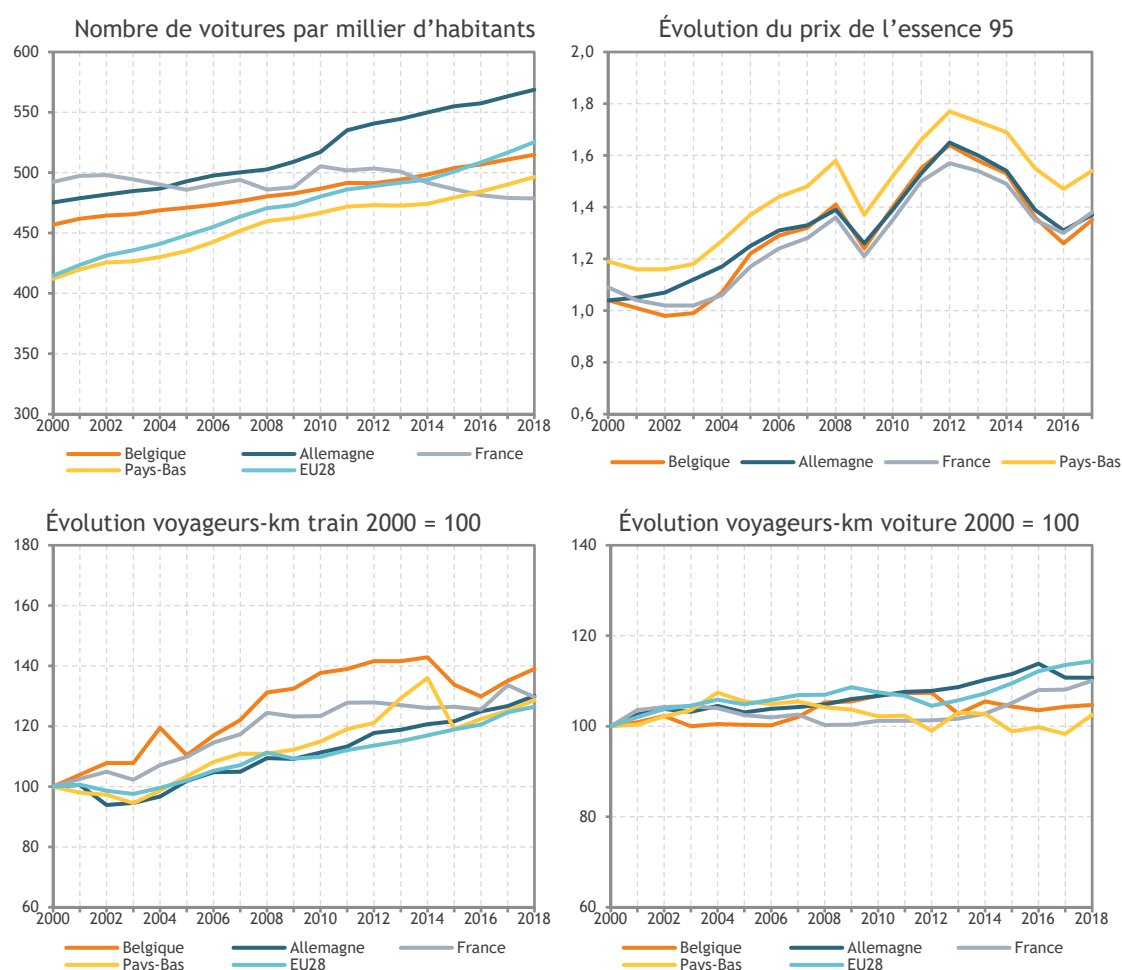 Nombre de voitures par millier d’habitants
600
550
500
450
400
350
300
2000 2002 2004 2006 2008 2010 2012 2014 2016 2018
Belgique Allemagne France
Pays-Bas EU28
Évolution du prix de l’essence 95
2,0
1,8
1,6
1,4
1,2
1,0
0,8
0,6
2000 2002 2004 2006 2008 2010 2012 2014 2016
Belgique Allemagne France Pays-Bas
Évolution voyageurs-km train 2000 = 100
180
160
140
120
100
80
60
2000 2002 2004 2006 2008 2010 2012 2014 2016 2018
Belgique Allemagne France
Pays-Bas EU28
Évolution voyageurs-km voiture 2000 = 100
140
120
100
80
60
2000 2002 2004 2006 2008 2010 2012 2014 2016 2018
Belgique Allemagne France
Pays-Bas EU28